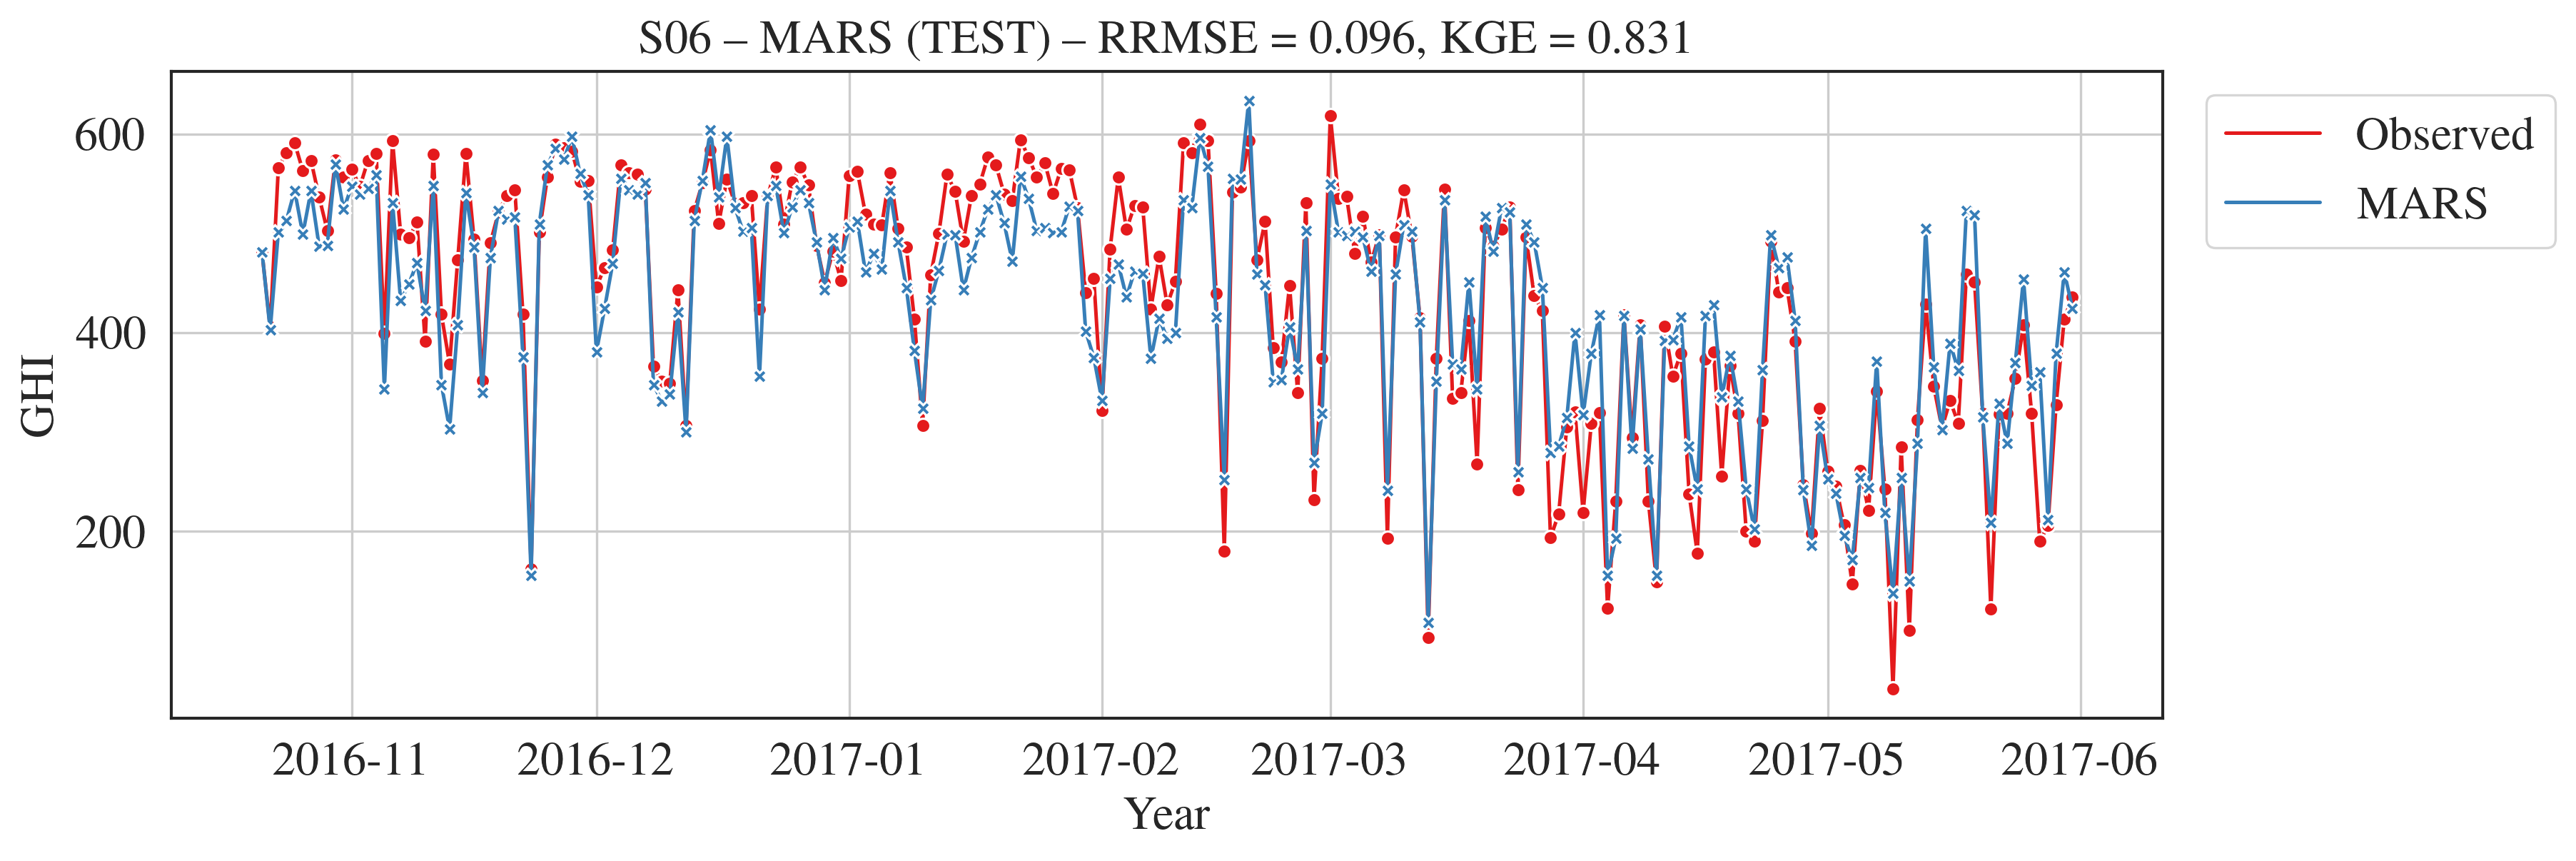 S06 – MARS (TEST) – RRMSE = 0.096, KGE = 0.831
Observed
MARS
GHI
600
400
200
2016-11 2016-12 2017-01 2017-02 2017-03 2017-04 2017-05 2017-06
Year